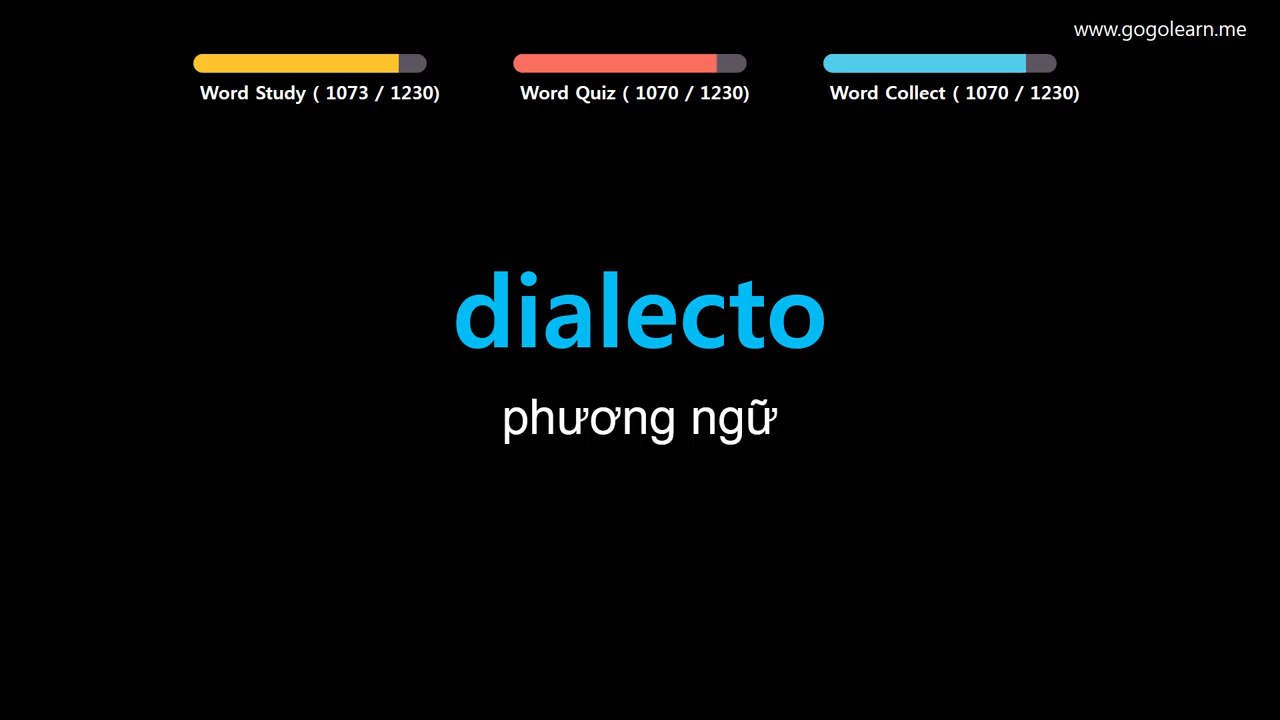 www.gogolearn.me
Word Study ( 1073 / 1230)
Word Quiz ( 1070 / 1230)
Word Collect ( 1070 / 1230)
dialecto
phương ngữ